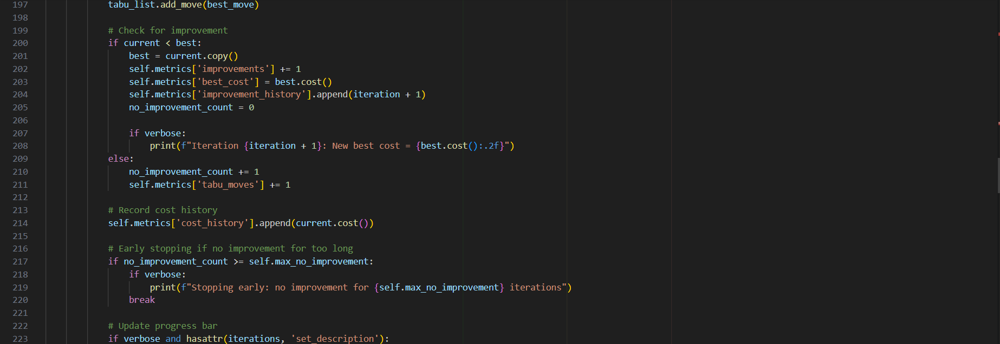 197 tabu_list.add_move(best_move)
198
199 # Check for improvement
200 if current < best:
201 best = current.copy()
202 self.metrics['improvements'] += 1
203 self.metrics['best_cost'] = best.cost()
204 self.metrics['improvement_history'].append(iteration + 1)
205 no_improvement_count = 0
206
207 if verbose:
208 print(f"Iteration {iteration + 1}: New best cost = {best.cost():.2f}")
209 else:
210 no_improvement_count += 1
211 self.metrics['tabu_moves'] += 1
212
213 # Record cost history
214 self.metrics['cost_history'].append(current.cost())
215
216 # Early stopping if no improvement for too long
217 if no_improvement_count >= self.max_no_improvement:
218 if verbose:
219 print(f"Stopping early: no improvement for {self.max_no_improvement} iterations")
220 break
221
222 # Update progress bar
223 if verbose and hasattr(iterations, 'set_description'):